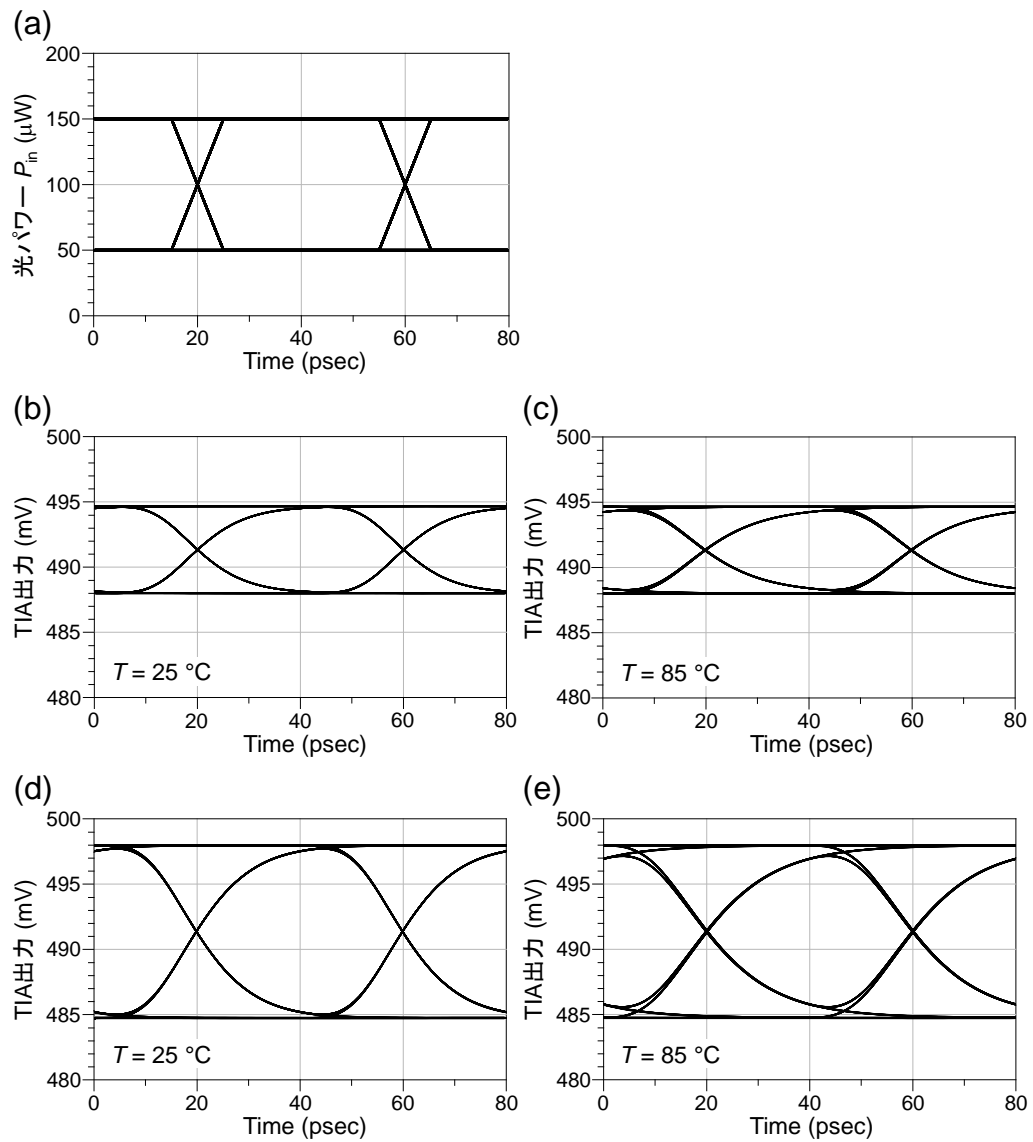 (a)
200
150
100
50
0
光パワー P_in (μW)
0 20 40 60 80
Time (psec)
(b)
500
495
490
485
480
TIA出力 (mV)
T = 25 °C
0 20 40 60 80
Time (psec)
(c)
500
495
490
485
480
TIA出力 (mV)
T = 85 °C
0 20 40 60 80
Time (psec)
(d)
500
495
490
485
480
TIA出力 (mV)
T = 25 °C
0 20 40 60 80
Time (psec)
(e)
500
495
490
485
480
TIA出力 (mV)
T = 85 °C
0 20 40 60 80
Time (psec)